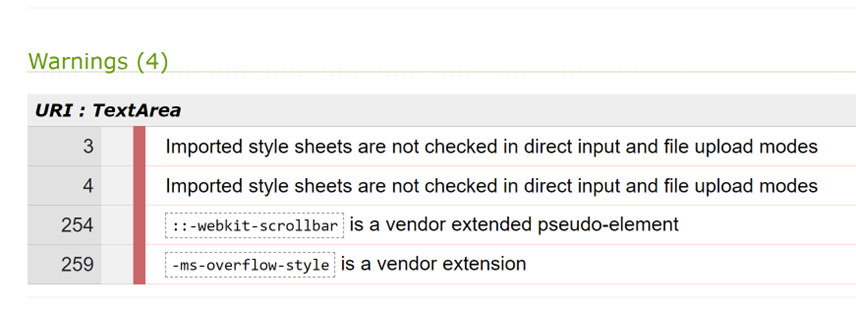 Warnings (4)
URI : TextArea
3 Imported style sheets are not checked in direct input and file upload modes
4 Imported style sheets are not checked in direct input and file upload modes
254 ::-webkit-scrollbar is a vendor extended pseudo-element
259 -ms-overflow-style is a vendor extension